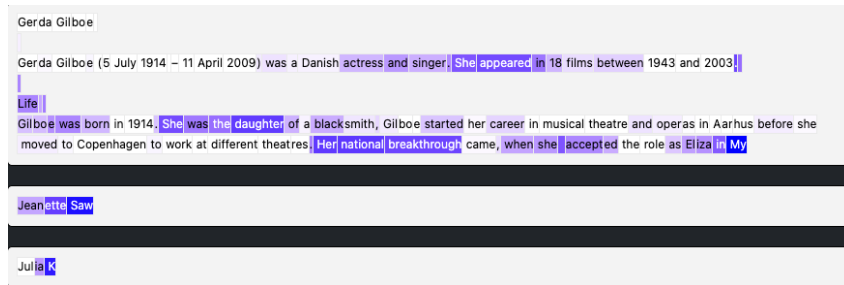 Gerda Gilboe
Gerda Gilboe (5 July 1914 – 11 April 2009) was a Danish actress and singer. She appeared in 18 films between 1943 and 2003.
Life
Gilboe was born in 1914. She was the daughter of a blacksmith, Gilboe started her career in musical theatre and operas in Aarhus before she
moved to Copenhagen to work at different theatres. Her national breakthrough came, when she accepted the role as Eliza in My
Jeanette Saw
Julia K